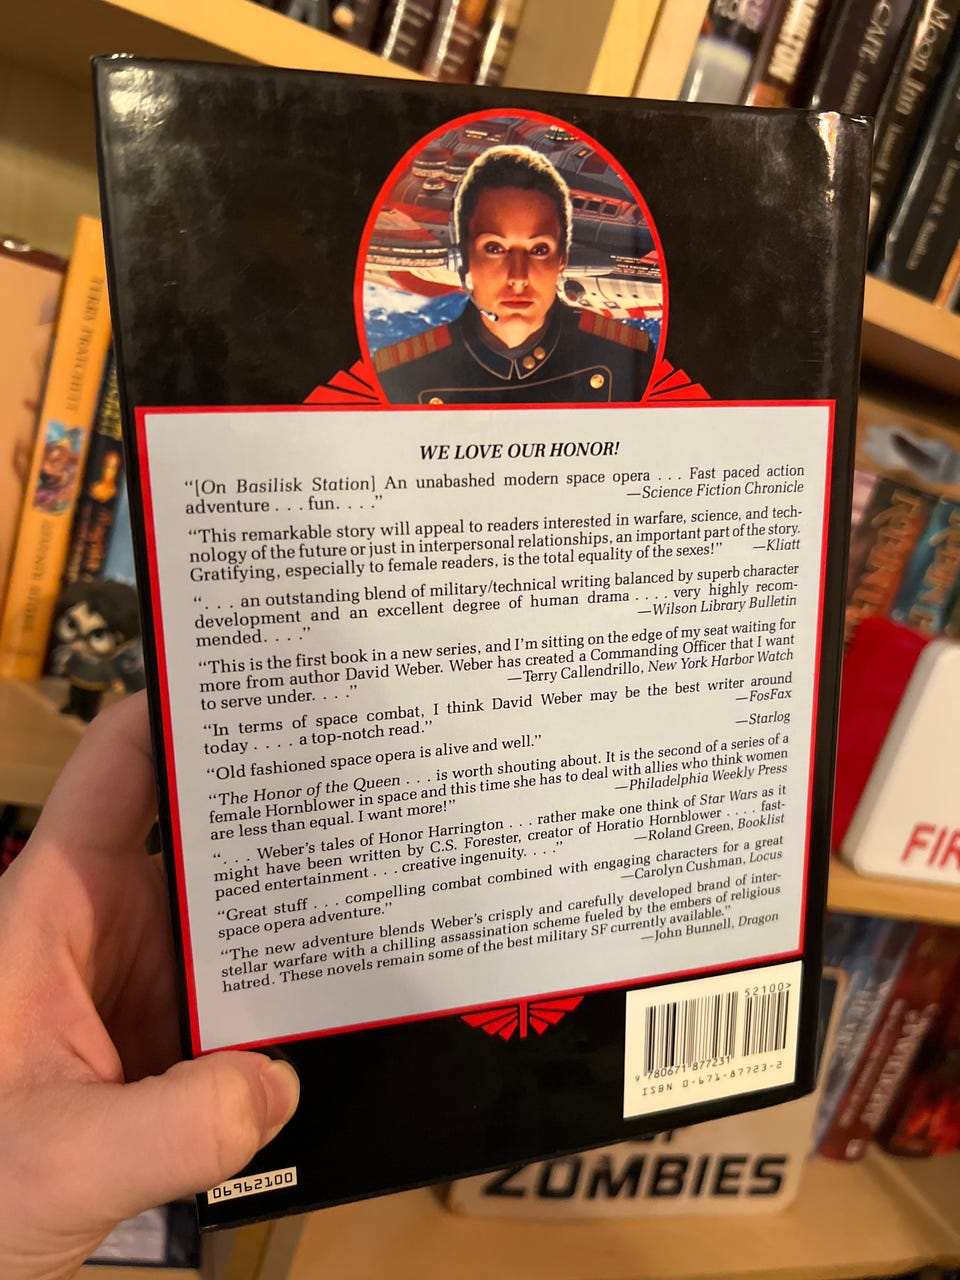 CAFE
Moon Inn
TERRY PRATCHETT
WE LOVE OUR HONOR!
“[On Basilisk Station] An unabashed modern space opera . . . Fast paced action
adventure . . . fun. . . .”
—Science Fiction Chronicle
“This remarkable story will appeal to readers interested in warfare, science, and tech-
nology of the future or just in interpersonal relationships, an important part of the story.
Gratifying, especially to female readers, is the total equality of the sexes!”
—Kliatt
“. . . an outstanding blend of military/technical writing balanced by superb character
development and an excellent degree of human drama . . . . very highly recom-
mended. . . .”
—Wilson Library Bulletin
“This is the first book in a new series, and I’m sitting on the edge of my seat waiting for
more from author David Weber. Weber has created a Commanding Officer that I want
to serve under. . . .”
—Terry Callendrillo, New York Harbor Watch
“In terms of space combat, I think David Weber may be the best writer around
today . . . . a top-notch read.”
—FosFax
“Old fashioned space opera is alive and well.”
—Starlog
“The Honor of the Queen . . . is worth shouting about. It is the second of a series of a
female Hornblower in space and this time she has to deal with allies who think women
are less than equal. I want more!”
—Philadelphia Weekly Press
“. . . Weber’s tales of Honor Harrington . . . rather make one think of Star Wars as it
might have been written by C.S. Forester, creator of Horatio Hornblower . . . . fast-
paced entertainment . . . creative ingenuity. . . .”
—Roland Green, Booklist
“Great stuff . . . compelling combat combined with engaging characters for a great
space opera adventure.”
—Carolyn Cushman, Locus
“The new adventure blends Weber’s crisply and carefully developed brand of inter-
stellar warfare with a chilling assassination scheme fueled by the embers of religious
hatred. These novels remain some of the best military SF currently available.”
—John Bunnell, Dragon
52100>
9 780671 877231
ISBN 0-671-87723-2
06962100
FIR
ZOMBIES